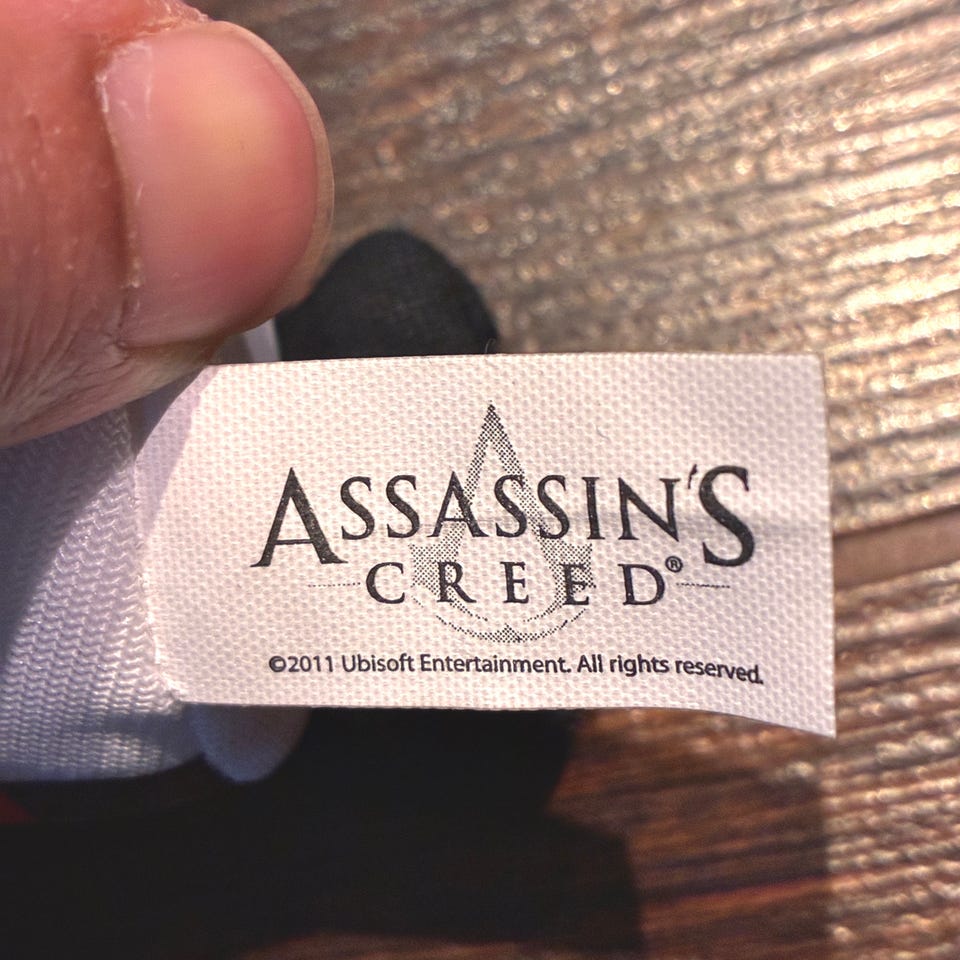 ASSASSIN'S
CREED®
©2011 Ubisoft Entertainment. All rights reserved.